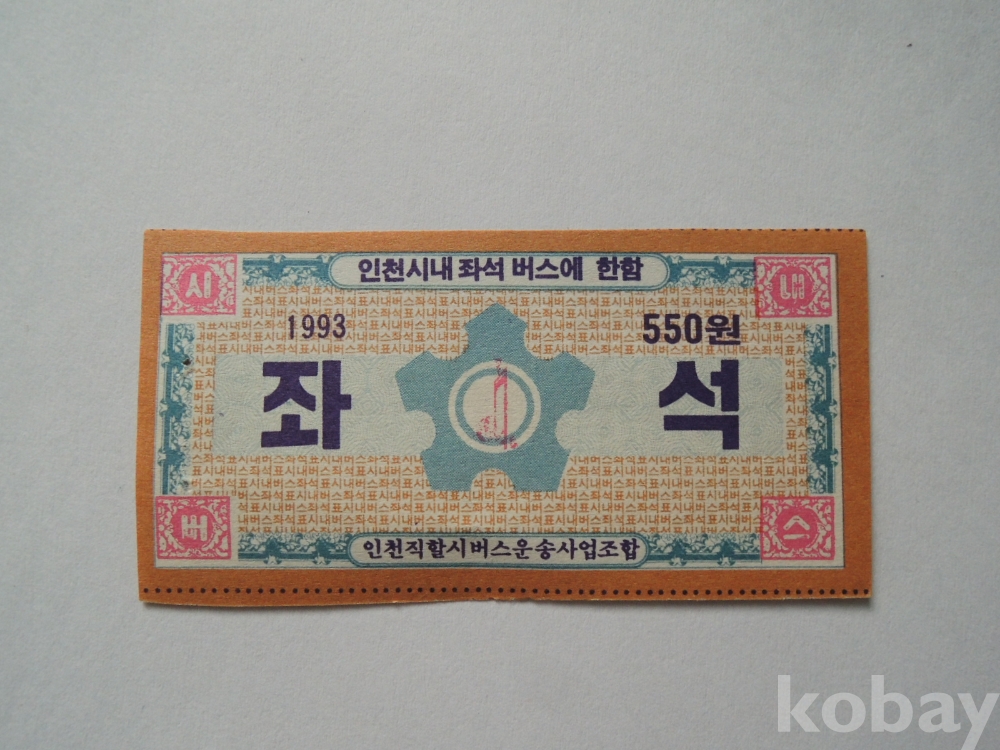 인천시내 좌석 버스에 한함
시 내
1993 550원
좌 석
버 스
인천직할시버스운송사업조합
kobay